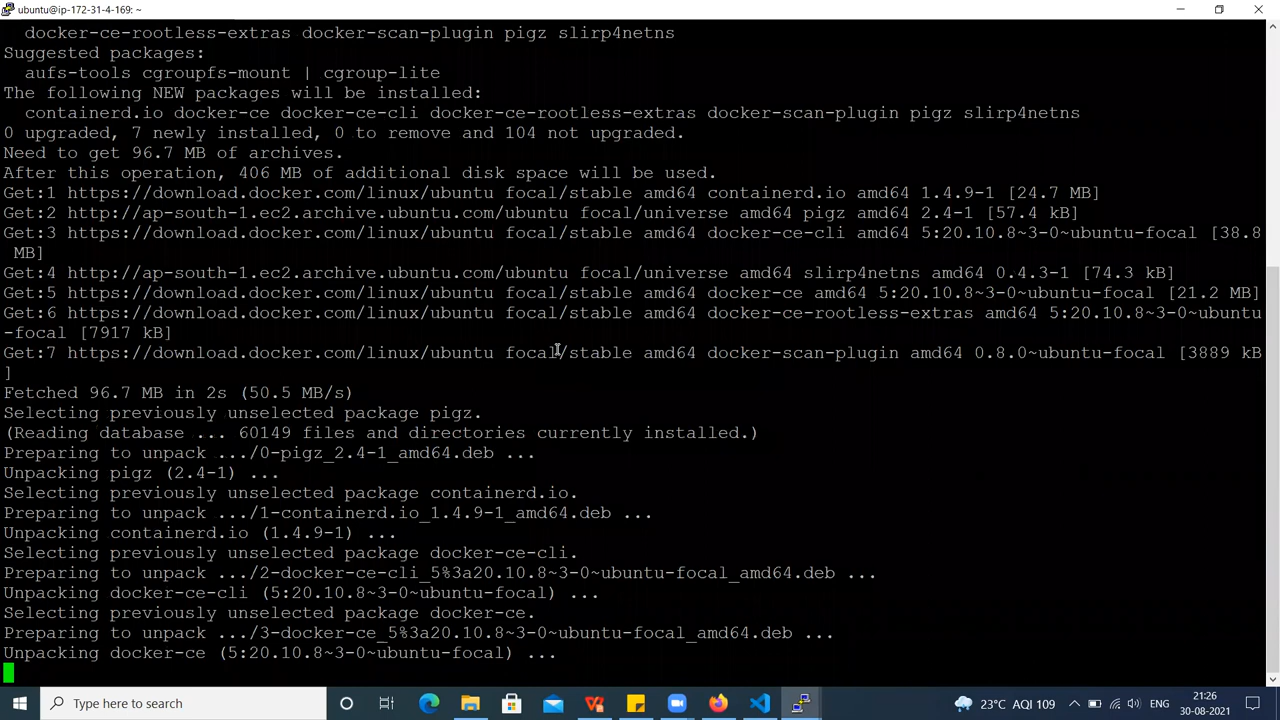 ubuntu@ip-172-31-4-169: ~
docker-ce-rootless-extras docker-scan-plugin pigz slirp4netns
Suggested packages:
aufs-tools cgroupfs-mount | cgroup-lite
The following NEW packages will be installed:
containerd.io docker-ce docker-ce-cli docker-ce-rootless-extras docker-scan-plugin pigz slirp4netns
0 upgraded, 7 newly installed, 0 to remove and 104 not upgraded.
Need to get 96.7 MB of archives.
After this operation, 406 MB of additional disk space will be used.
Get:1 https://download.docker.com/linux/ubuntu focal/stable amd64 containerd.io amd64 1.4.9-1 [24.7 MB]
Get:2 http://ap-south-1.ec2.archive.ubuntu.com/ubuntu focal/universe amd64 pigz amd64 2.4-1 [57.4 kB]
Get:3 https://download.docker.com/linux/ubuntu focal/stable amd64 docker-ce-cli amd64 5:20.10.8~3-0~ubuntu-focal [38.8
MB]
Get:4 http://ap-south-1.ec2.archive.ubuntu.com/ubuntu focal/universe amd64 slirp4netns amd64 0.4.3-1 [74.3 kB]
Get:5 https://download.docker.com/linux/ubuntu focal/stable amd64 docker-ce amd64 5:20.10.8~3-0~ubuntu-focal [21.2 MB]
Get:6 https://download.docker.com/linux/ubuntu focal/stable amd64 docker-ce-rootless-extras amd64 5:20.10.8~3-0~ubuntu
-focal [7917 kB]
Get:7 https://download.docker.com/linux/ubuntu focal/stable amd64 docker-scan-plugin amd64 0.8.0~ubuntu-focal [3889 kB
]
Fetched 96.7 MB in 2s (50.5 MB/s)
Selecting previously unselected package pigz.
(Reading database ... 60149 files and directories currently installed.)
Preparing to unpack .../0-pigz_2.4-1_amd64.deb ...
Unpacking pigz (2.4-1) ...
Selecting previously unselected package containerd.io.
Preparing to unpack .../1-containerd.io_1.4.9-1_amd64.deb ...
Unpacking containerd.io (1.4.9-1) ...
Selecting previously unselected package docker-ce-cli.
Preparing to unpack .../2-docker-ce-cli_5%3a20.10.8~3-0~ubuntu-focal_amd64.deb ...
Unpacking docker-ce-cli (5:20.10.8~3-0~ubuntu-focal) ...
Selecting previously unselected package docker-ce.
Preparing to unpack .../3-docker-ce_5%3a20.10.8~3-0~ubuntu-focal_amd64.deb ...
Unpacking docker-ce (5:20.10.8~3-0~ubuntu-focal) ...
Type here to search
23°C AQI 109
21:26
30-08-2021